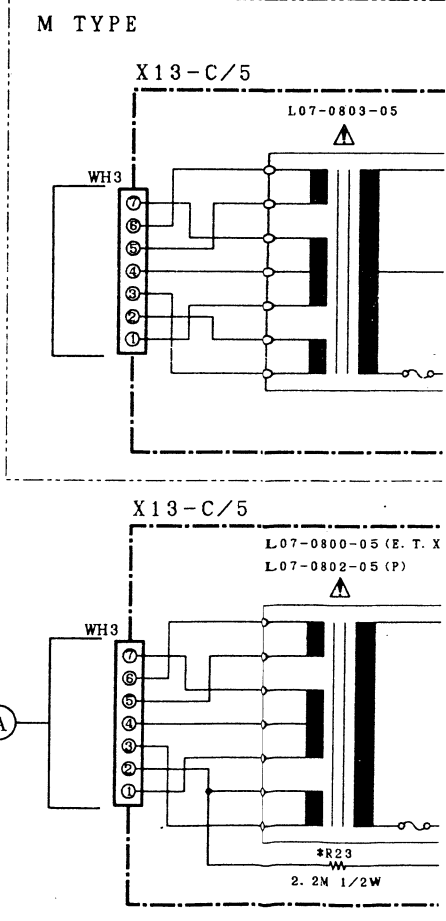 M TYPE
X13-C/5
L07-0803-05
WH3
7
6
5
4
3
2
1
X13-C/5
L07-0800-05 (E. T. X
L07-0802-05 (P)
WH3
7
6
5
4
3
2
1
A
*R23
2. 2M 1/2W